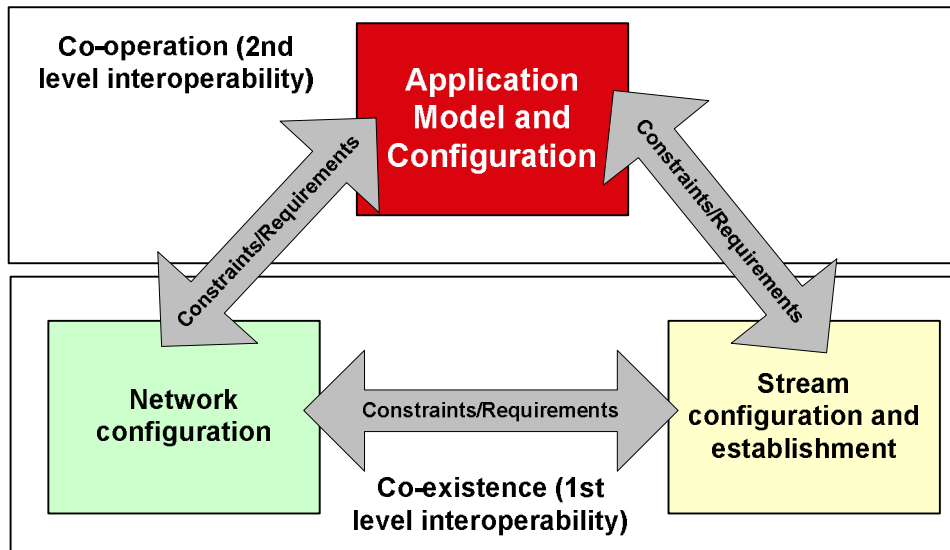 Co-operation (2nd
level interoperability)
Application
Model and
Configuration
Constraints/Requirements
Constraints/Requirements
Network
configuration
Constraints/Requirements
Stream
configuration and
establishment
Co-existence (1st
level interoperability)